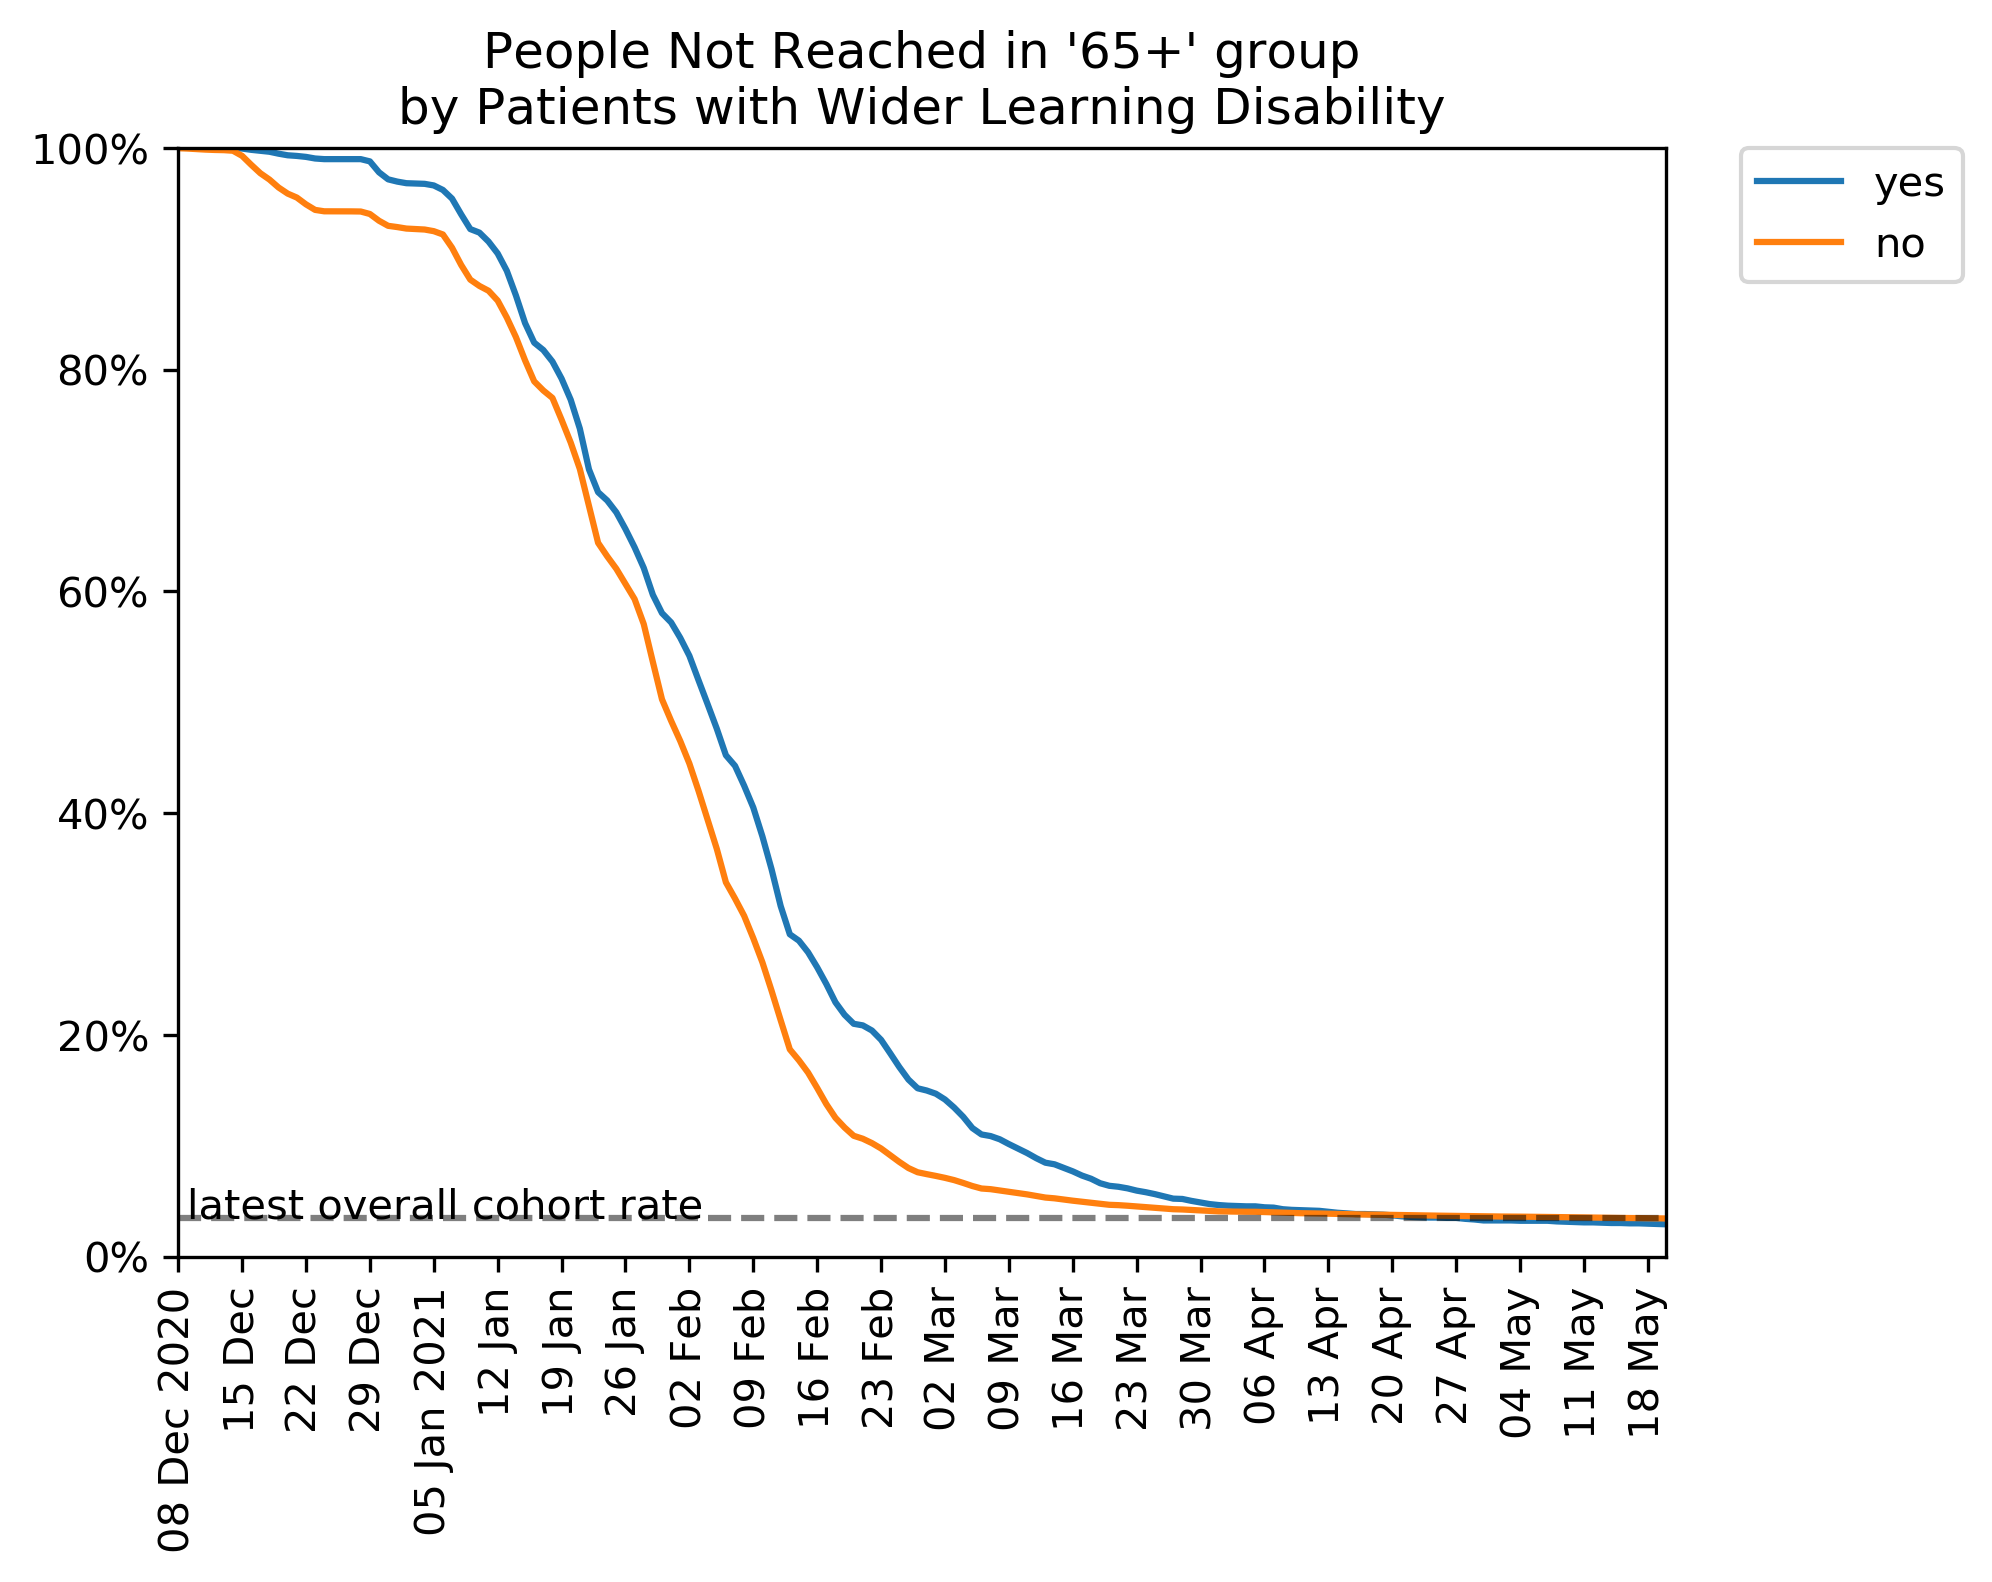 People Not Reached in '65+' group
by Patients with Wider Learning Disability
100%
80%
60%
40%
20%
0%
latest overall cohort rate
yes
no
08 Dec 2020
15 Dec
22 Dec
29 Dec
05 Jan 2021
12 Jan
19 Jan
26 Jan
02 Feb
09 Feb
16 Feb
23 Feb
02 Mar
09 Mar
16 Mar
23 Mar
30 Mar
06 Apr
13 Apr
20 Apr
27 Apr
04 May
11 May
18 May